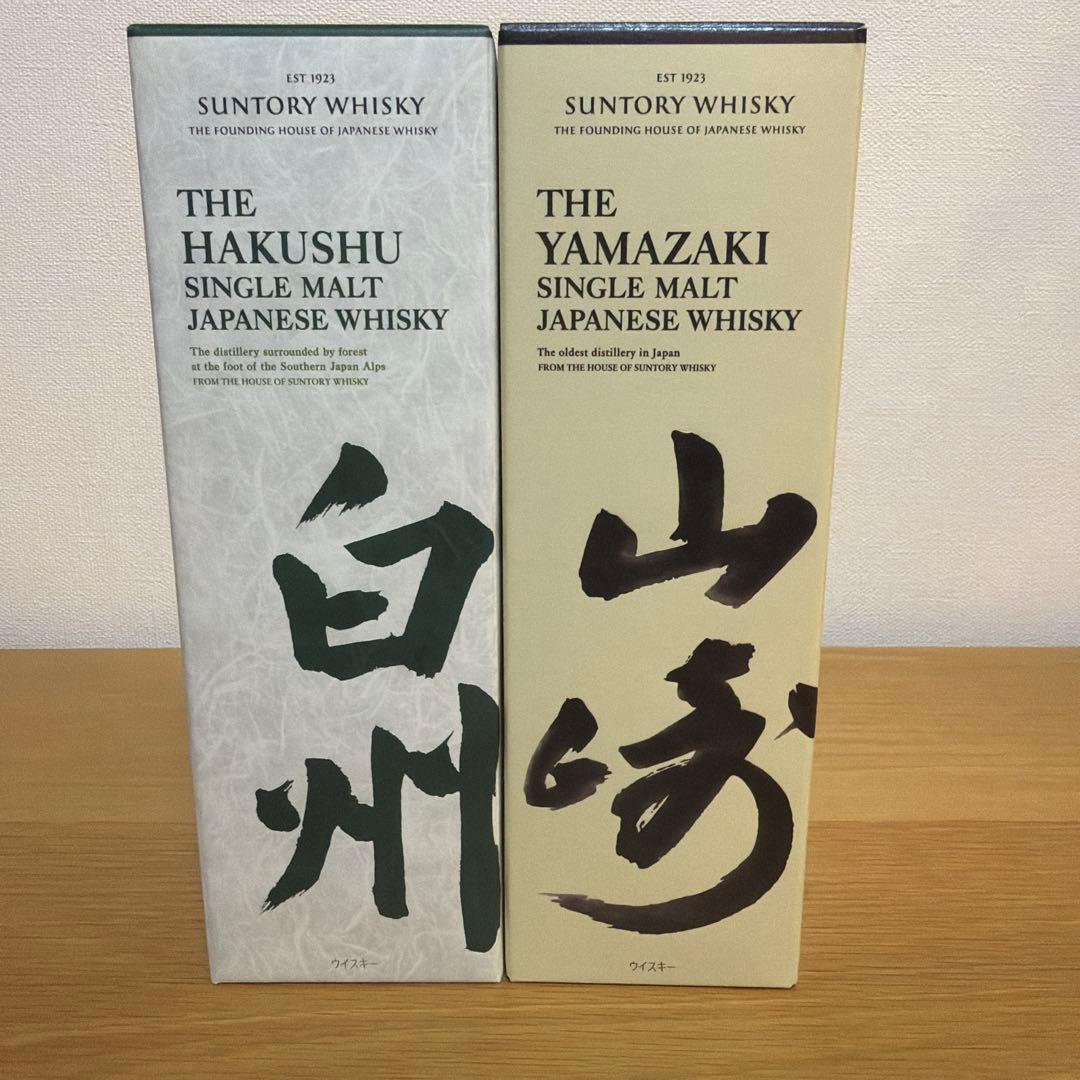 EST 1923
SUNTORY WHISKY
THE FOUNDING HOUSE OF JAPANESE WHISKY
THE
HAKUSHU
SINGLE MALT
JAPANESE WHISKY
The distillery surrounded by forest
at the foot of the Southern Japan Alps
FROM THE HOUSE OF SUNTORY WHISKY
白州
ウイスキー
EST 1923
SUNTORY WHISKY
THE FOUNDING HOUSE OF JAPANESE WHISKY
THE
YAMAZAKI
SINGLE MALT
JAPANESE WHISKY
The oldest distillery in Japan
FROM THE HOUSE OF SUNTORY WHISKY
山
崎
ウイスキー